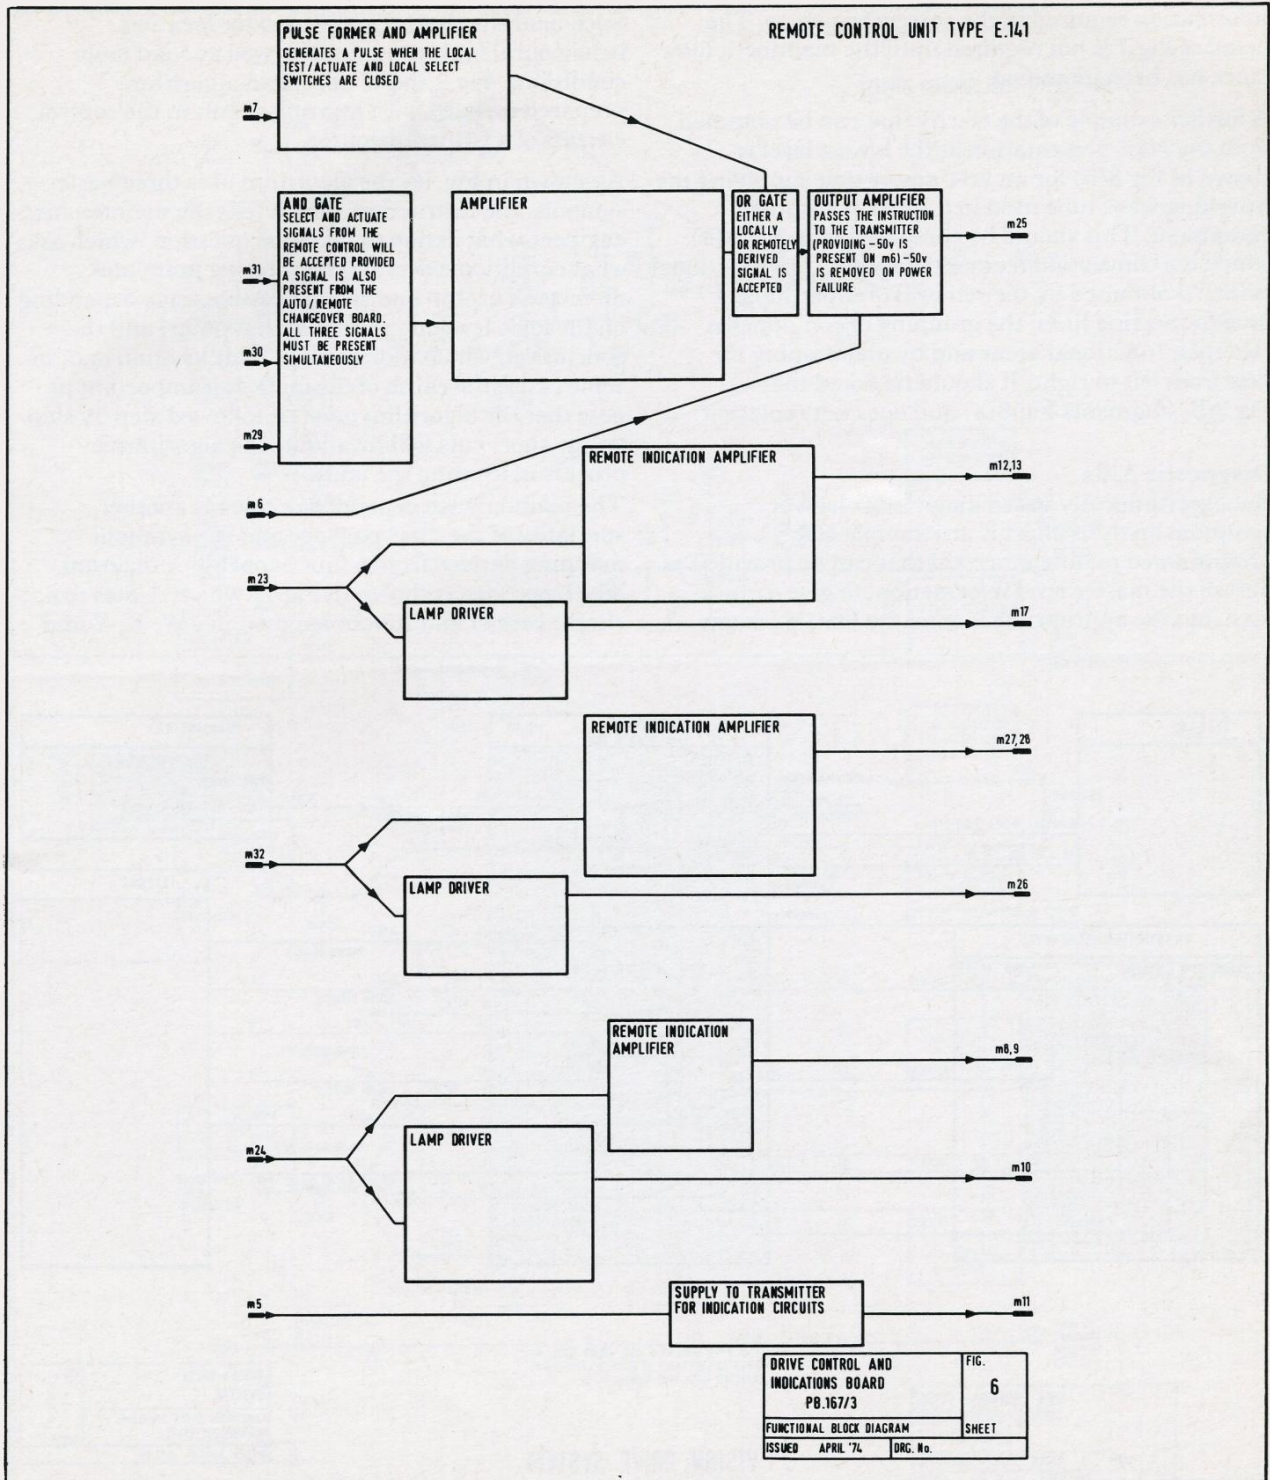 REMOTE CONTROL UNIT TYPE E.141
PULSE FORMER AND AMPLIFIER
GENERATES A PULSE WHEN THE LOCAL
TEST/ACTUATE AND LOCAL SELECT
SWITCHES ARE CLOSED
m7
AND GATE
SELECT AND ACTUATE
SIGNALS FROM THE
REMOTE CONTROL WILL
BE ACCEPTED PROVIDED
A SIGNAL IS ALSO
PRESENT FROM THE
AUTO/REMOTE
CHANGEOVER BOARD.
ALL THREE SIGNALS
MUST BE PRESENT
SIMULTANEOUSLY
m31
m30
m29
AMPLIFIER
OR GATE
EITHER A
LOCALLY
OR REMOTELY
DERIVED
SIGNAL IS
ACCEPTED
OUTPUT AMPLIFIER
PASSES THE INSTRUCTION
TO THE TRANSMITTER
(PROVIDING -50v IS
PRESENT ON m6) -50v
IS REMOVED ON POWER
FAILURE
m25
m6
REMOTE INDICATION AMPLIFIER
m12,13
m23
LAMP DRIVER
m17
REMOTE INDICATION AMPLIFIER
m27,28
m32
LAMP DRIVER
m26
REMOTE INDICATION
AMPLIFIER
m8,9
m24
LAMP DRIVER
m10
m5
SUPPLY TO TRANSMITTER
FOR INDICATION CIRCUITS
m11
DRIVE CONTROL AND
INDICATIONS BOARD
PB.167/3
FIG.
6
FUNCTIONAL BLOCK DIAGRAM
SHEET
ISSUED APRIL '74
DRG. No.